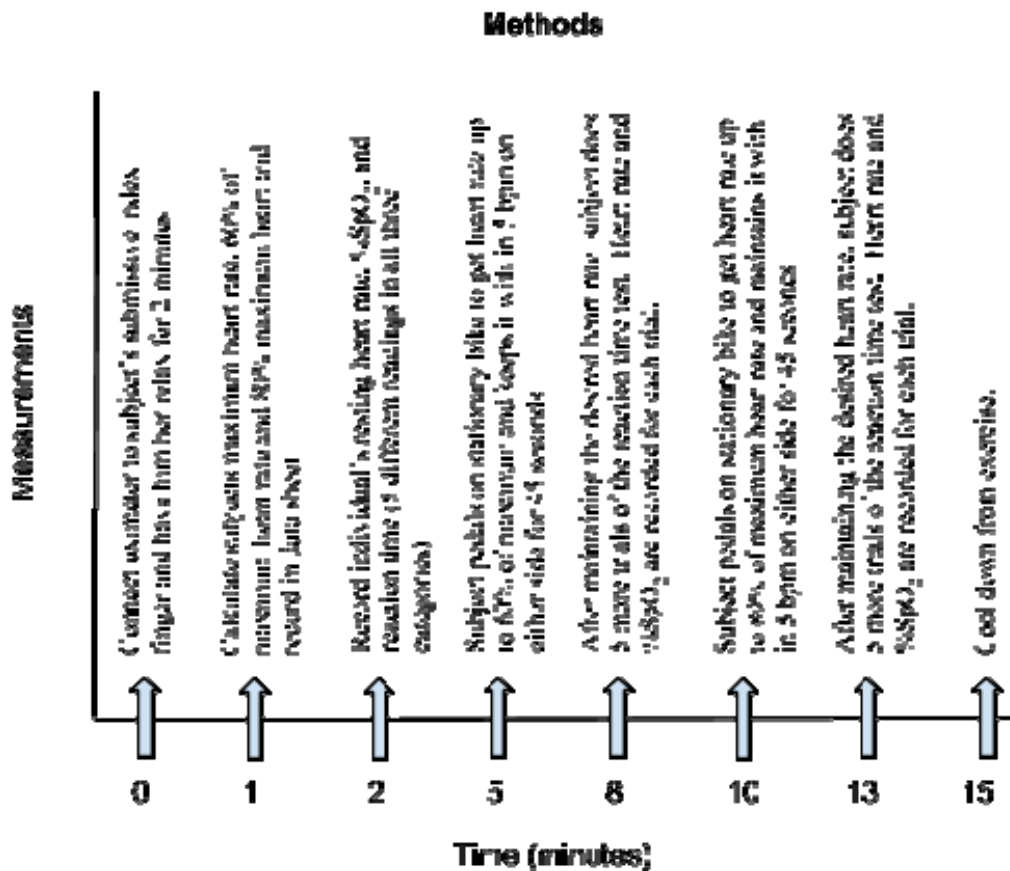 Methods
Measurements
Connect oximeter to subject's submissive index
finger and have him/her relax for 2 minutes
Calculate subjects maximum heart rate, 60% of
maximum heart rate and 80% maximum heart and
record in data sheet
Record individual's resting heart rate, %SpO₂, and
reaction time (5 different readings in all three
categories)
Subject pedals on stationary bike to get heart rate up
to 60% of maximum and keeps it with in 5 bpm on
either side for 45 seconds
After maintaining the desired heart rate, subject does
5 more trials of the reaction time test. Heart rate and
%SpO₂ are recorded for each trial.
Subject pedals on stationary bike to get heart rate up
to 80% of maximum heart rate and maintains it with
in 5 bpm on either side for 45 seconds
After maintaining the desired heart rate, subject does
5 more trials of the reaction time test. Heart rate and
%SpO₂ are recorded for each trial.
Cool down from exercise.
0 1 2 5 8 10 13 15
Time (minutes)